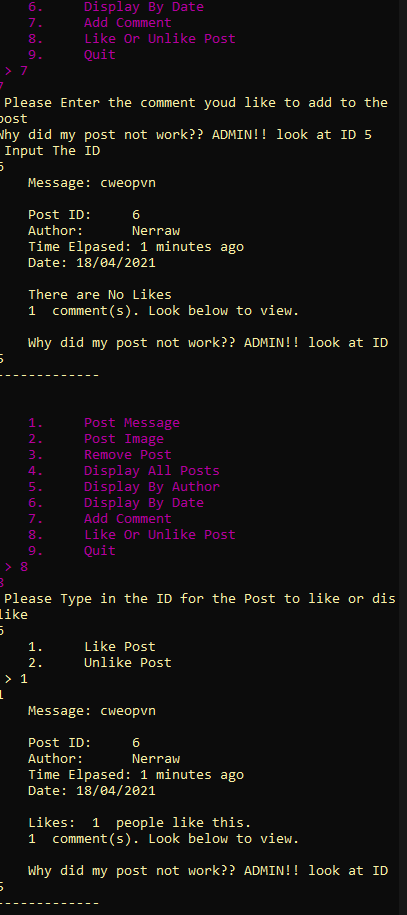 6. Display By Date
7. Add Comment
8. Like Or Unlike Post
9. Quit
> 7
7
Please Enter the comment youd like to add to the
post
Why did my post not work?? ADMIN!! look at ID 5
Input The ID
6
Message: cweopvn
Post ID: 6
Author: Nerraw
Time Elpased: 1 minutes ago
Date: 18/04/2021
There are No Likes
1 comment(s). Look below to view.
Why did my post not work?? ADMIN!! look at ID
5
-------------
1. Post Message
2. Post Image
3. Remove Post
4. Display All Posts
5. Display By Author
6. Display By Date
7. Add Comment
8. Like Or Unlike Post
9. Quit
> 8
8
Please Type in the ID for the Post to like or dis
like
6
1. Like Post
2. Unlike Post
> 1
1
Message: cweopvn
Post ID: 6
Author: Nerraw
Time Elpased: 1 minutes ago
Date: 18/04/2021
Likes: 1 people like this.
1 comment(s). Look below to view.
Why did my post not work?? ADMIN!! look at ID
5
-------------